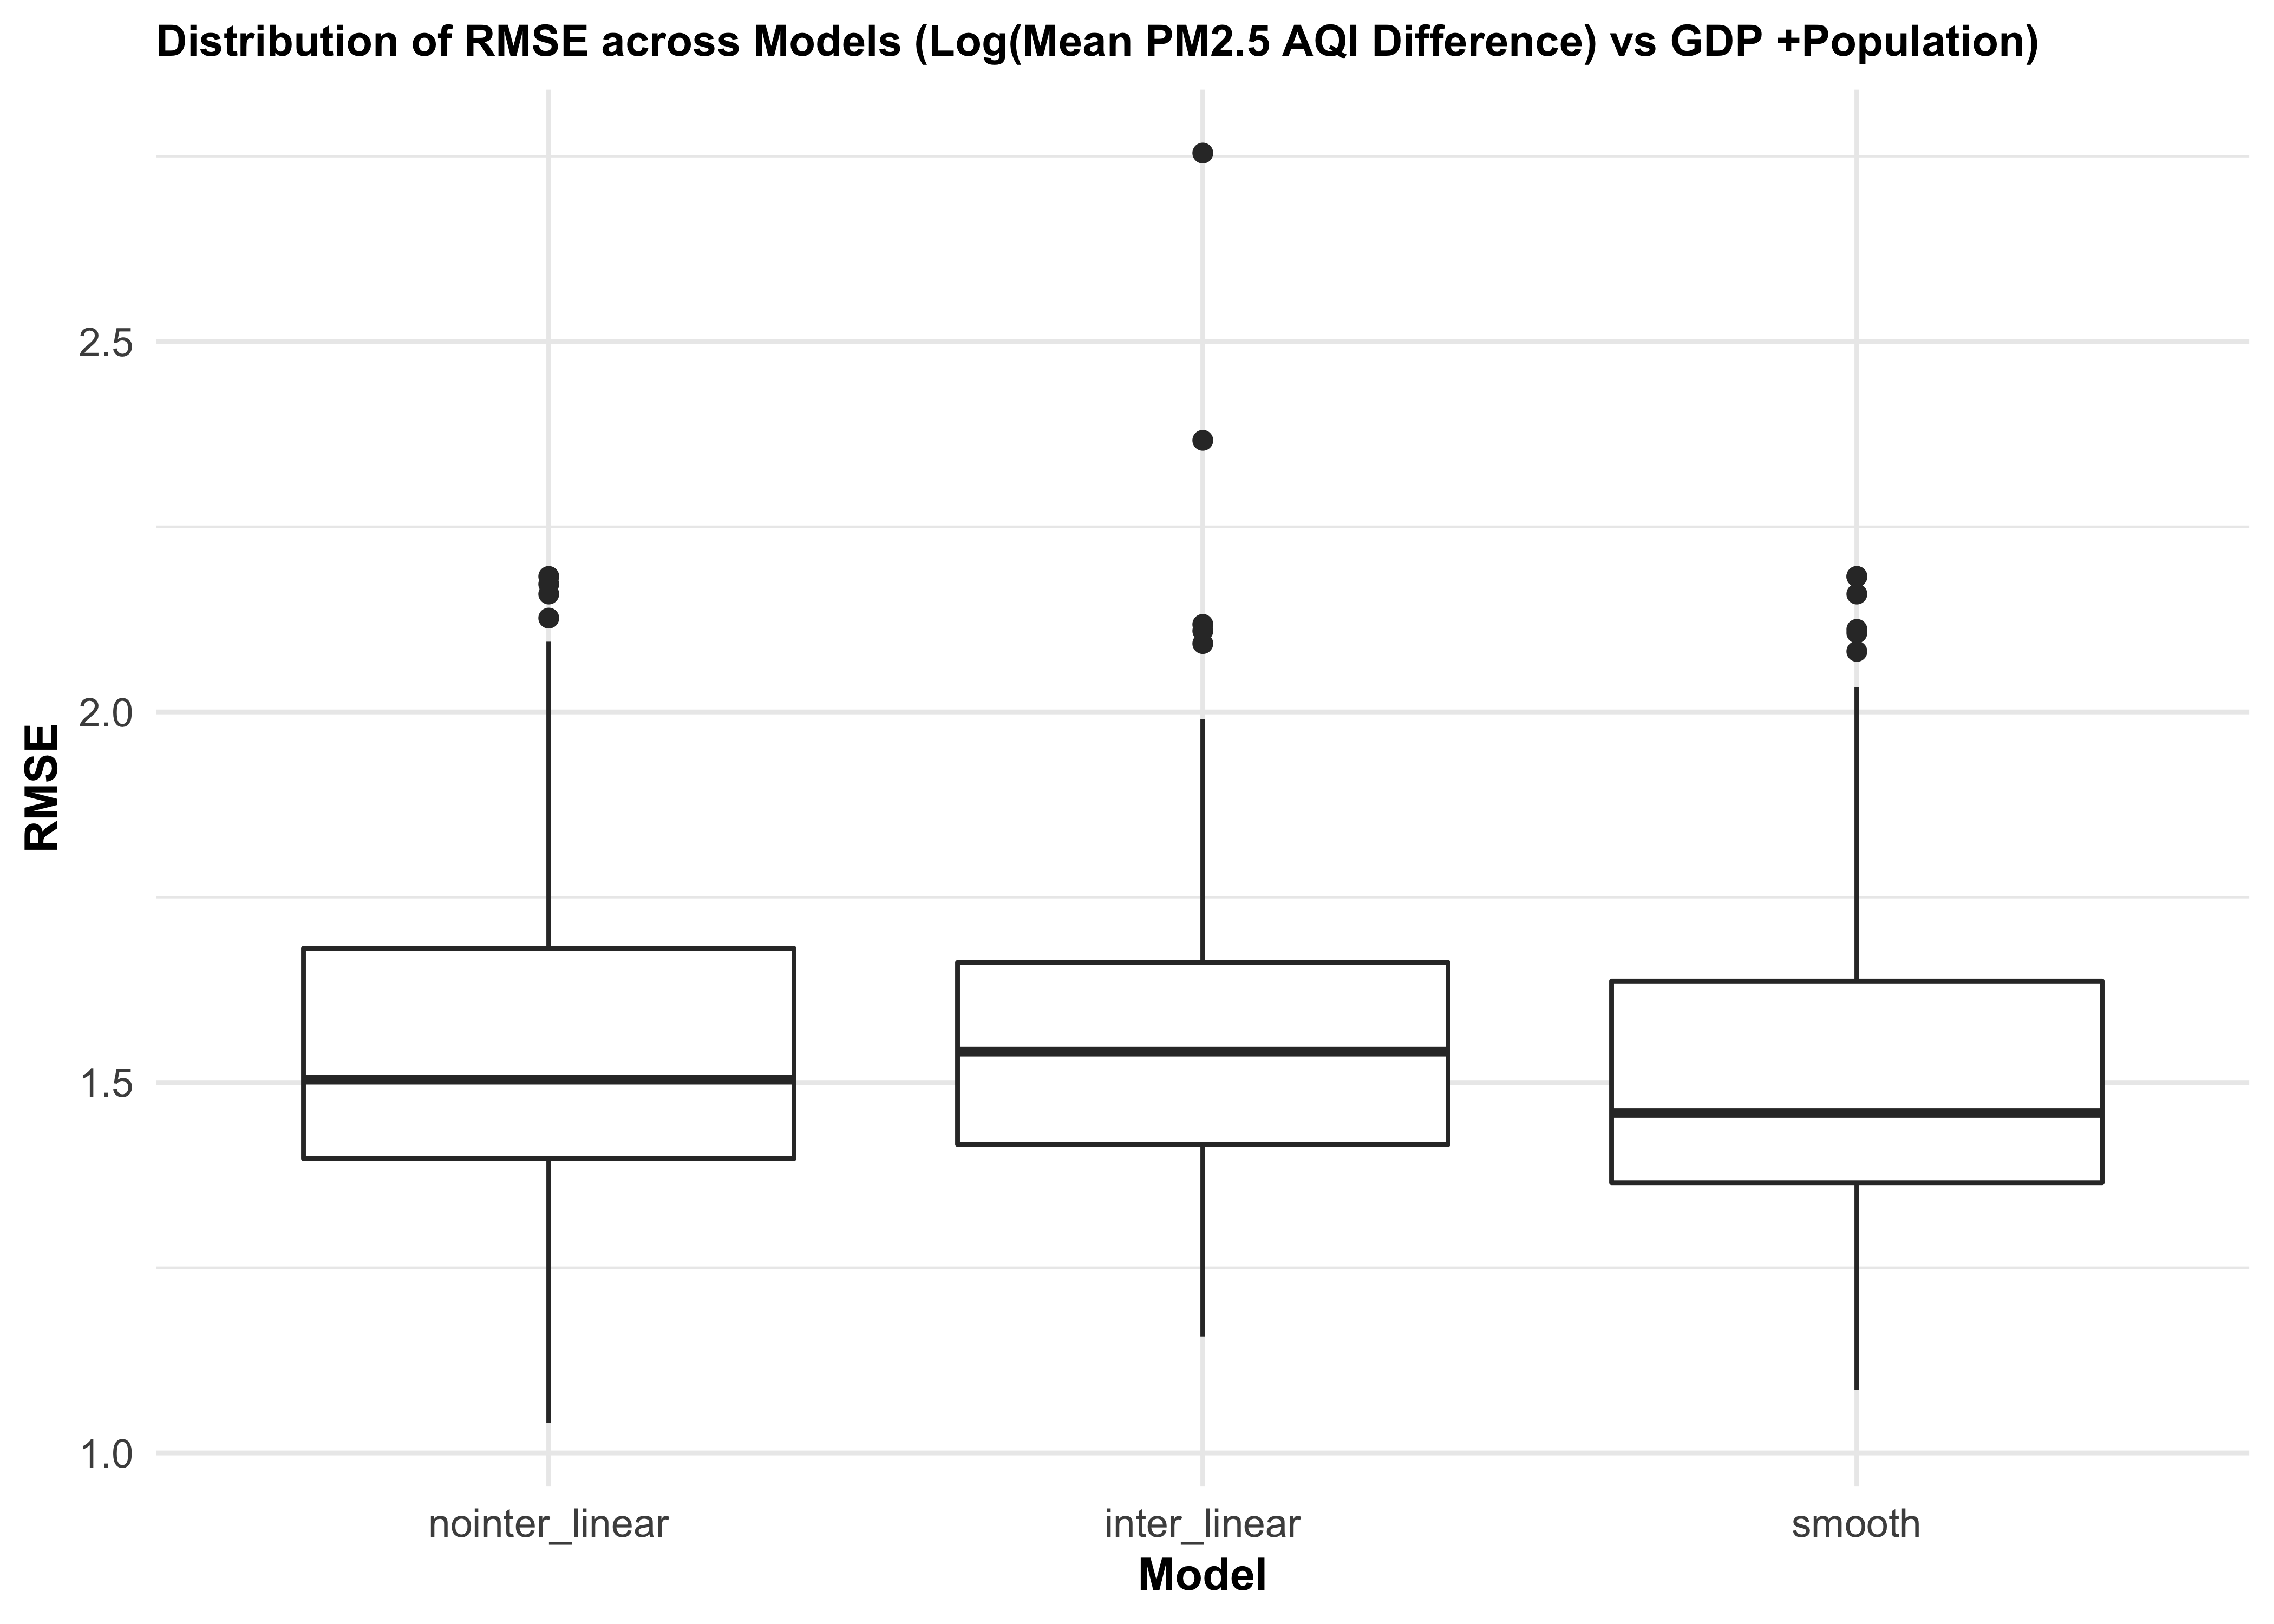 Distribution of RMSE across Models (Log(Mean PM2.5 AQI Difference) vs GDP +Population)
RMSE
2.5
2.0
1.5
1.0
nointer_linear
inter_linear
smooth
Model